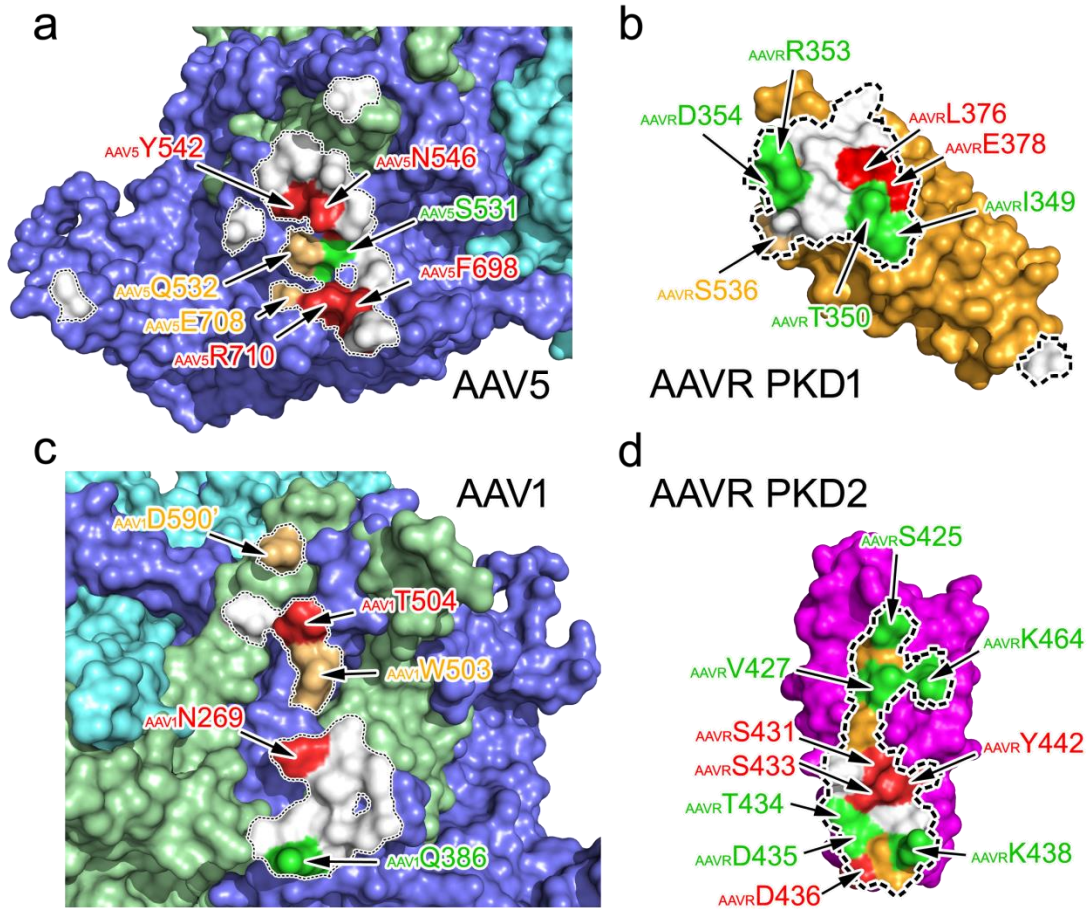 a
AAV5Y542
AAV5N546
AAV5S531
AAV5Q532
AAV5F698
AAV5E708
AAV5R710
AAV5
b
AAVRR353
AAVRD354
AAVRL376
AAVRE378
AAVRI349
AAVRS536
AAVRT350
AAVR PKD1
c
AAV1
AAV1D590'
AAV1T504
AAV1W503
AAV1N269
AAV1Q386
d
AAVR PKD2
AAVRS425
AAVRK464
AAVRV427
AAVRS431
AAVRY442
AAVRS433
AAVRT434
AAVRD435
AAVRK438
AAVRD436